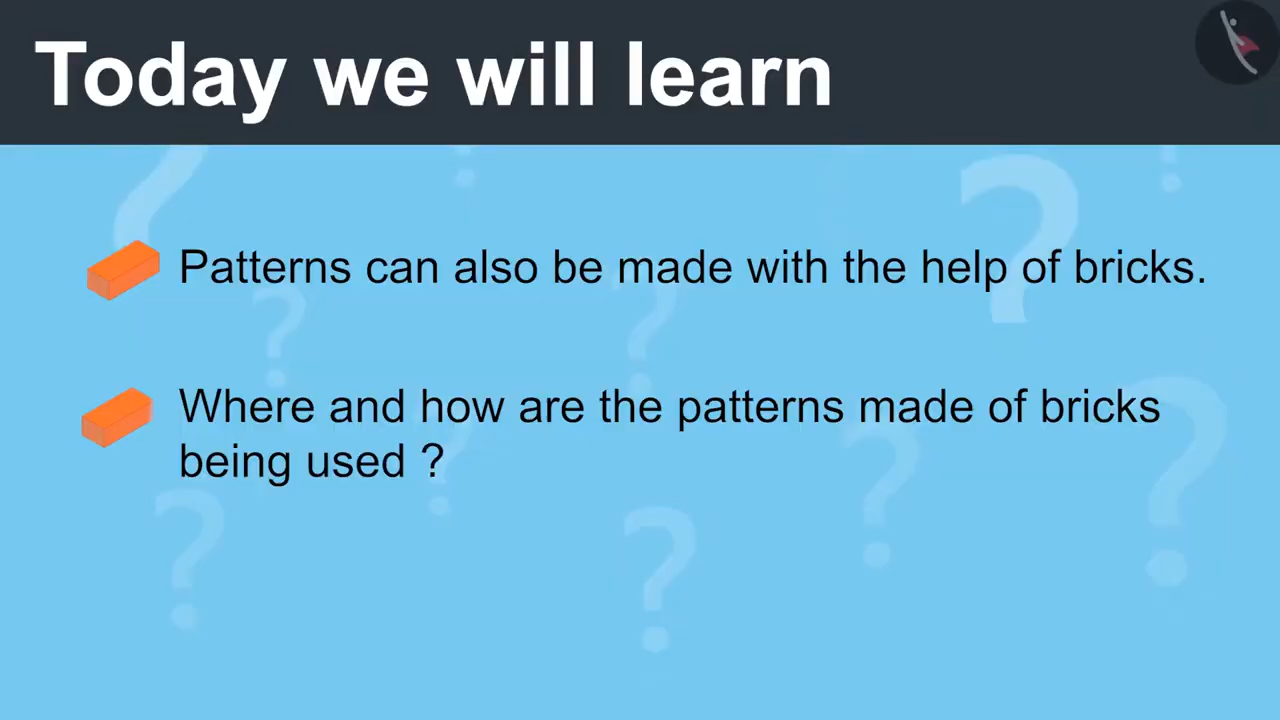 Today we will learn
Patterns can also be made with the help of bricks.
Where and how are the patterns made of bricks
being used ?